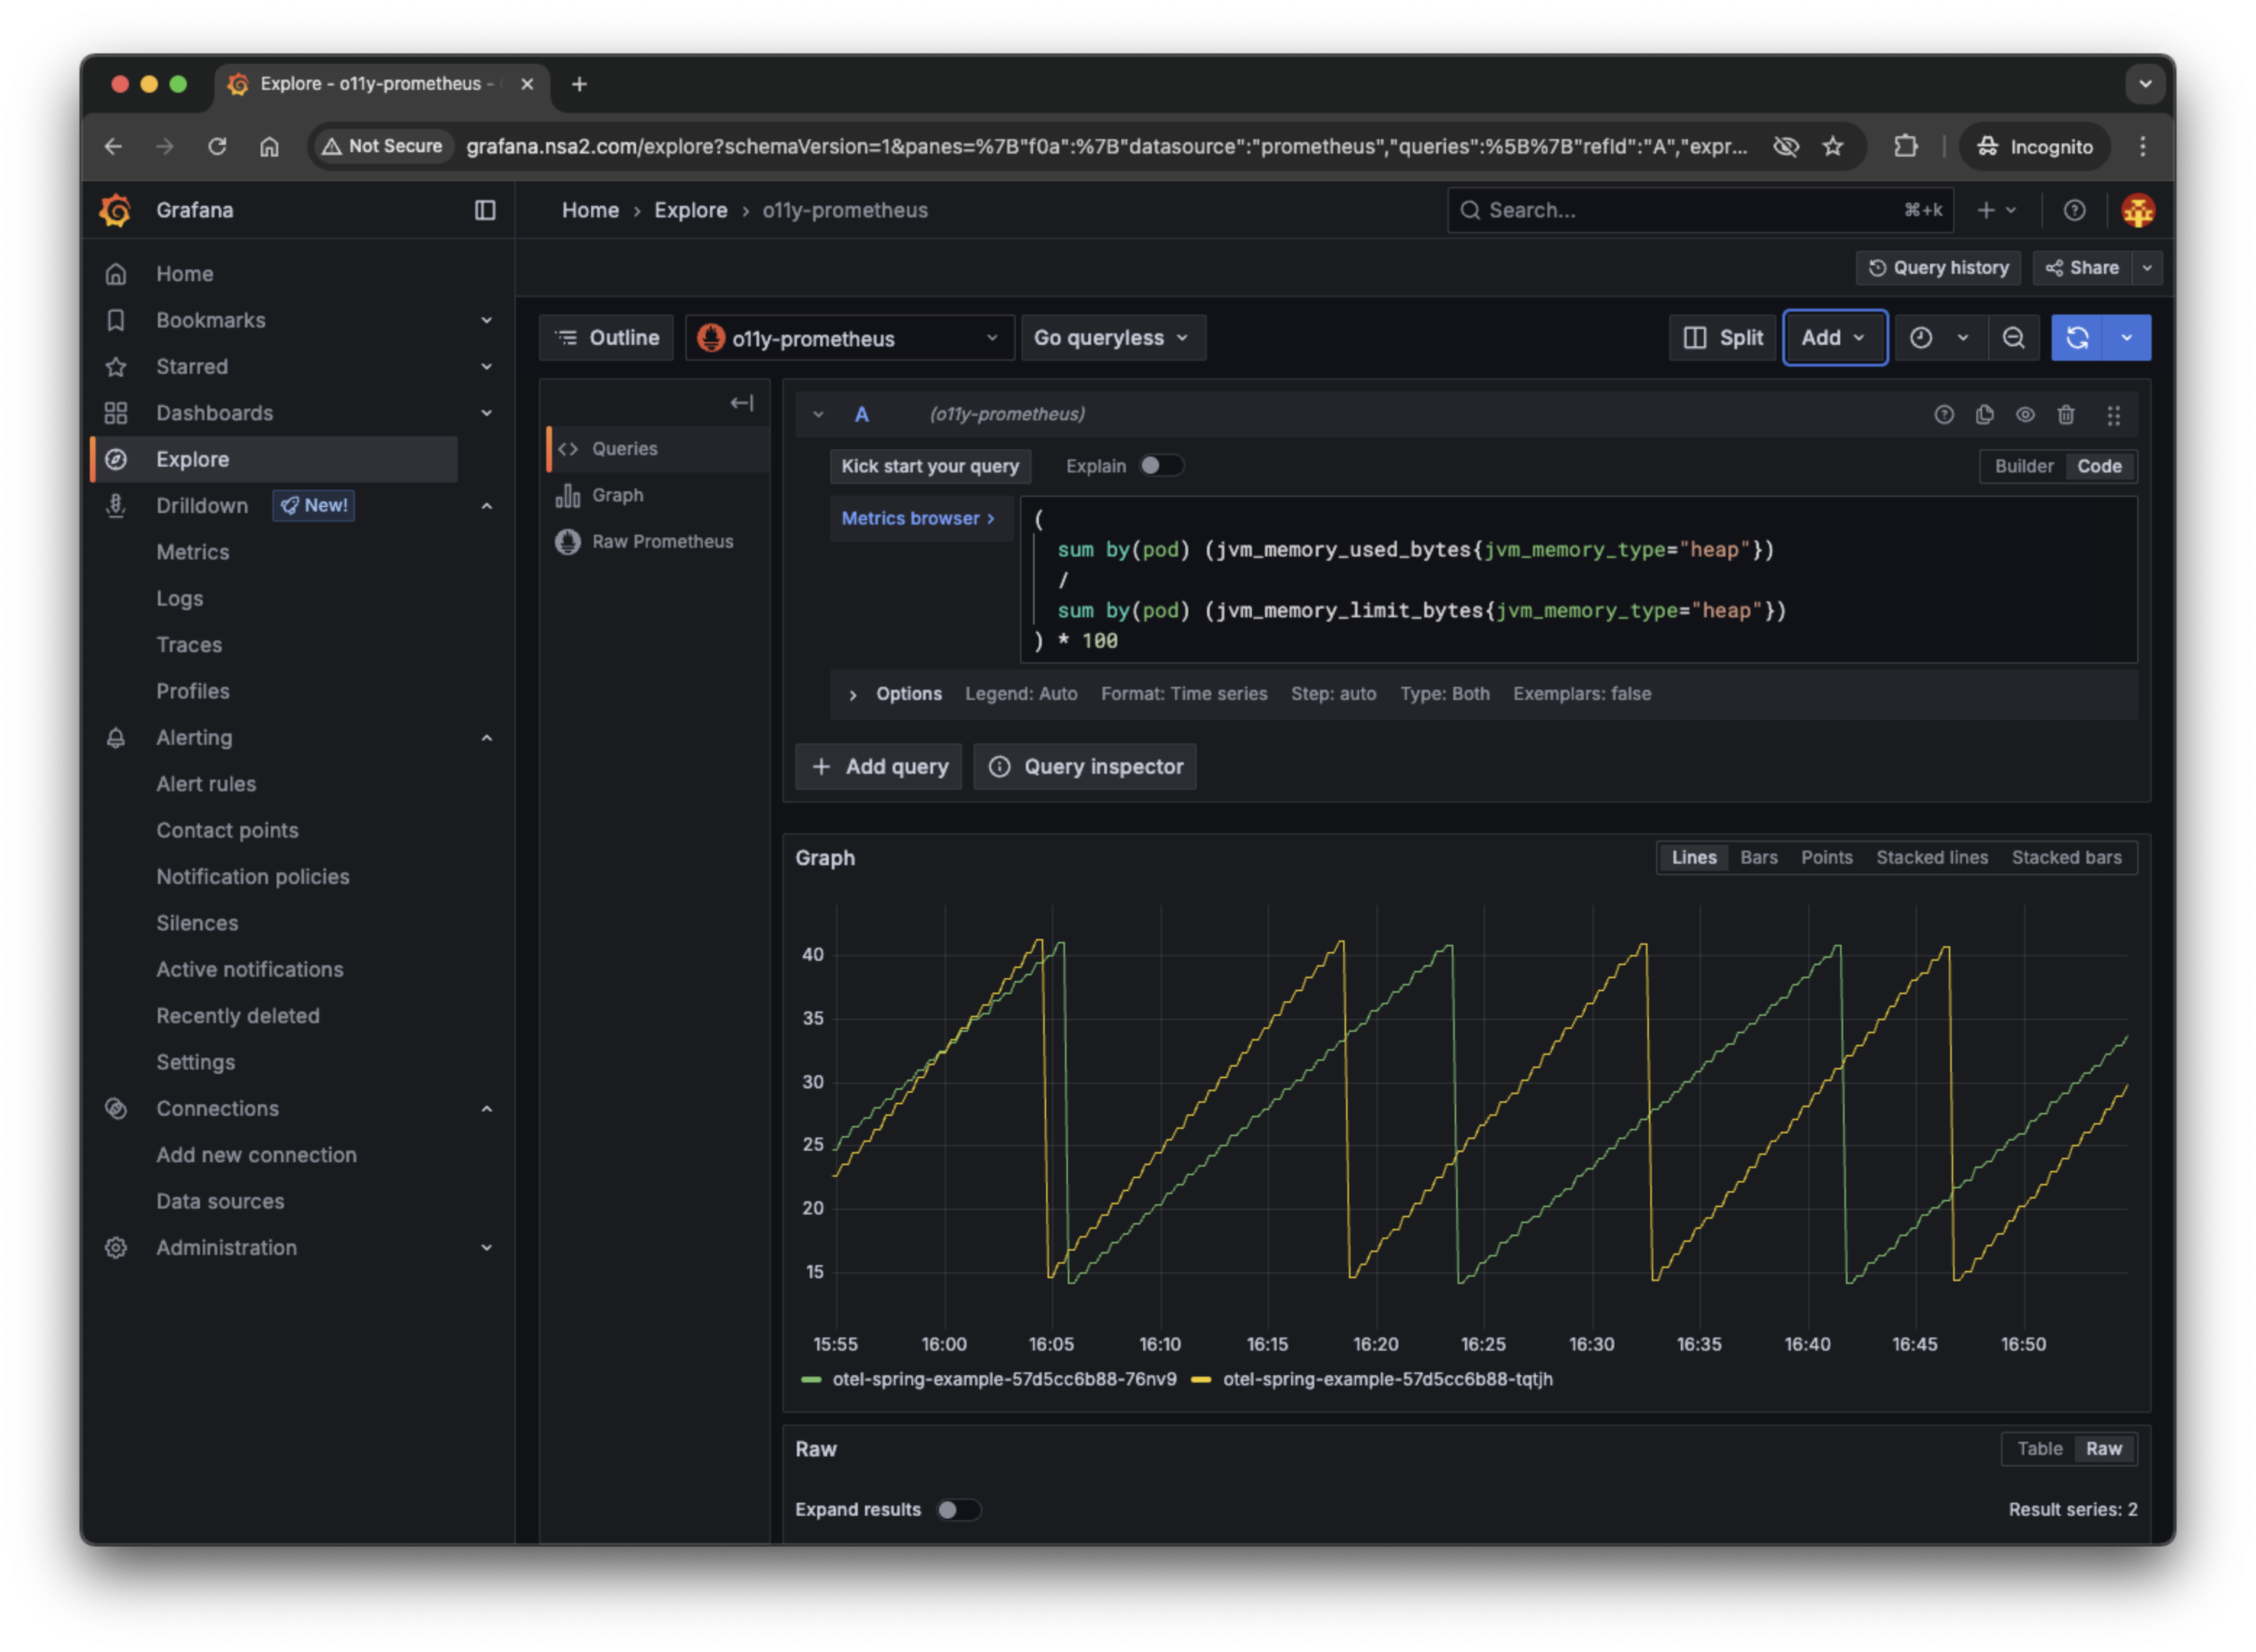 Explore - o11y-prometheus -
Not Secure
grafana.nsa2.com/explore?schemaVersion=1&panes=%7B"f0a":%7B"datasource":"prometheus","queries":%5B%7B"refId":"A","expr...
Incognito
Grafana
Home › Explore › o11y-prometheus
Search...
⌘+k
Query history
Share
Home
Bookmarks
Starred
Dashboards
Explore
Drilldown
New!
Metrics
Logs
Traces
Profiles
Alerting
Alert rules
Contact points
Notification policies
Silences
Active notifications
Recently deleted
Settings
Connections
Add new connection
Data sources
Administration
Outline
o11y-prometheus
Go queryless
Split
Add
Queries
Graph
Raw Prometheus
A
(o11y-prometheus)
Kick start your query
Explain
Builder
Code
Metrics browser >
(
sum by(pod) (jvm_memory_used_bytes{jvm_memory_type="heap"})
/
sum by(pod) (jvm_memory_limit_bytes{jvm_memory_type="heap"})
) * 100
Options
Legend: Auto
Format: Time series
Step: auto
Type: Both
Exemplars: false
+ Add query
Query inspector
Graph
Lines
Bars
Points
Stacked lines
Stacked bars
40
35
30
25
20
15
15:55
16:00
16:05
16:10
16:15
16:20
16:25
16:30
16:35
16:40
16:45
16:50
otel-spring-example-57d5cc6b88-76nv9
otel-spring-example-57d5cc6b88-tqtjh
Raw
Table
Raw
Expand results
Result series: 2